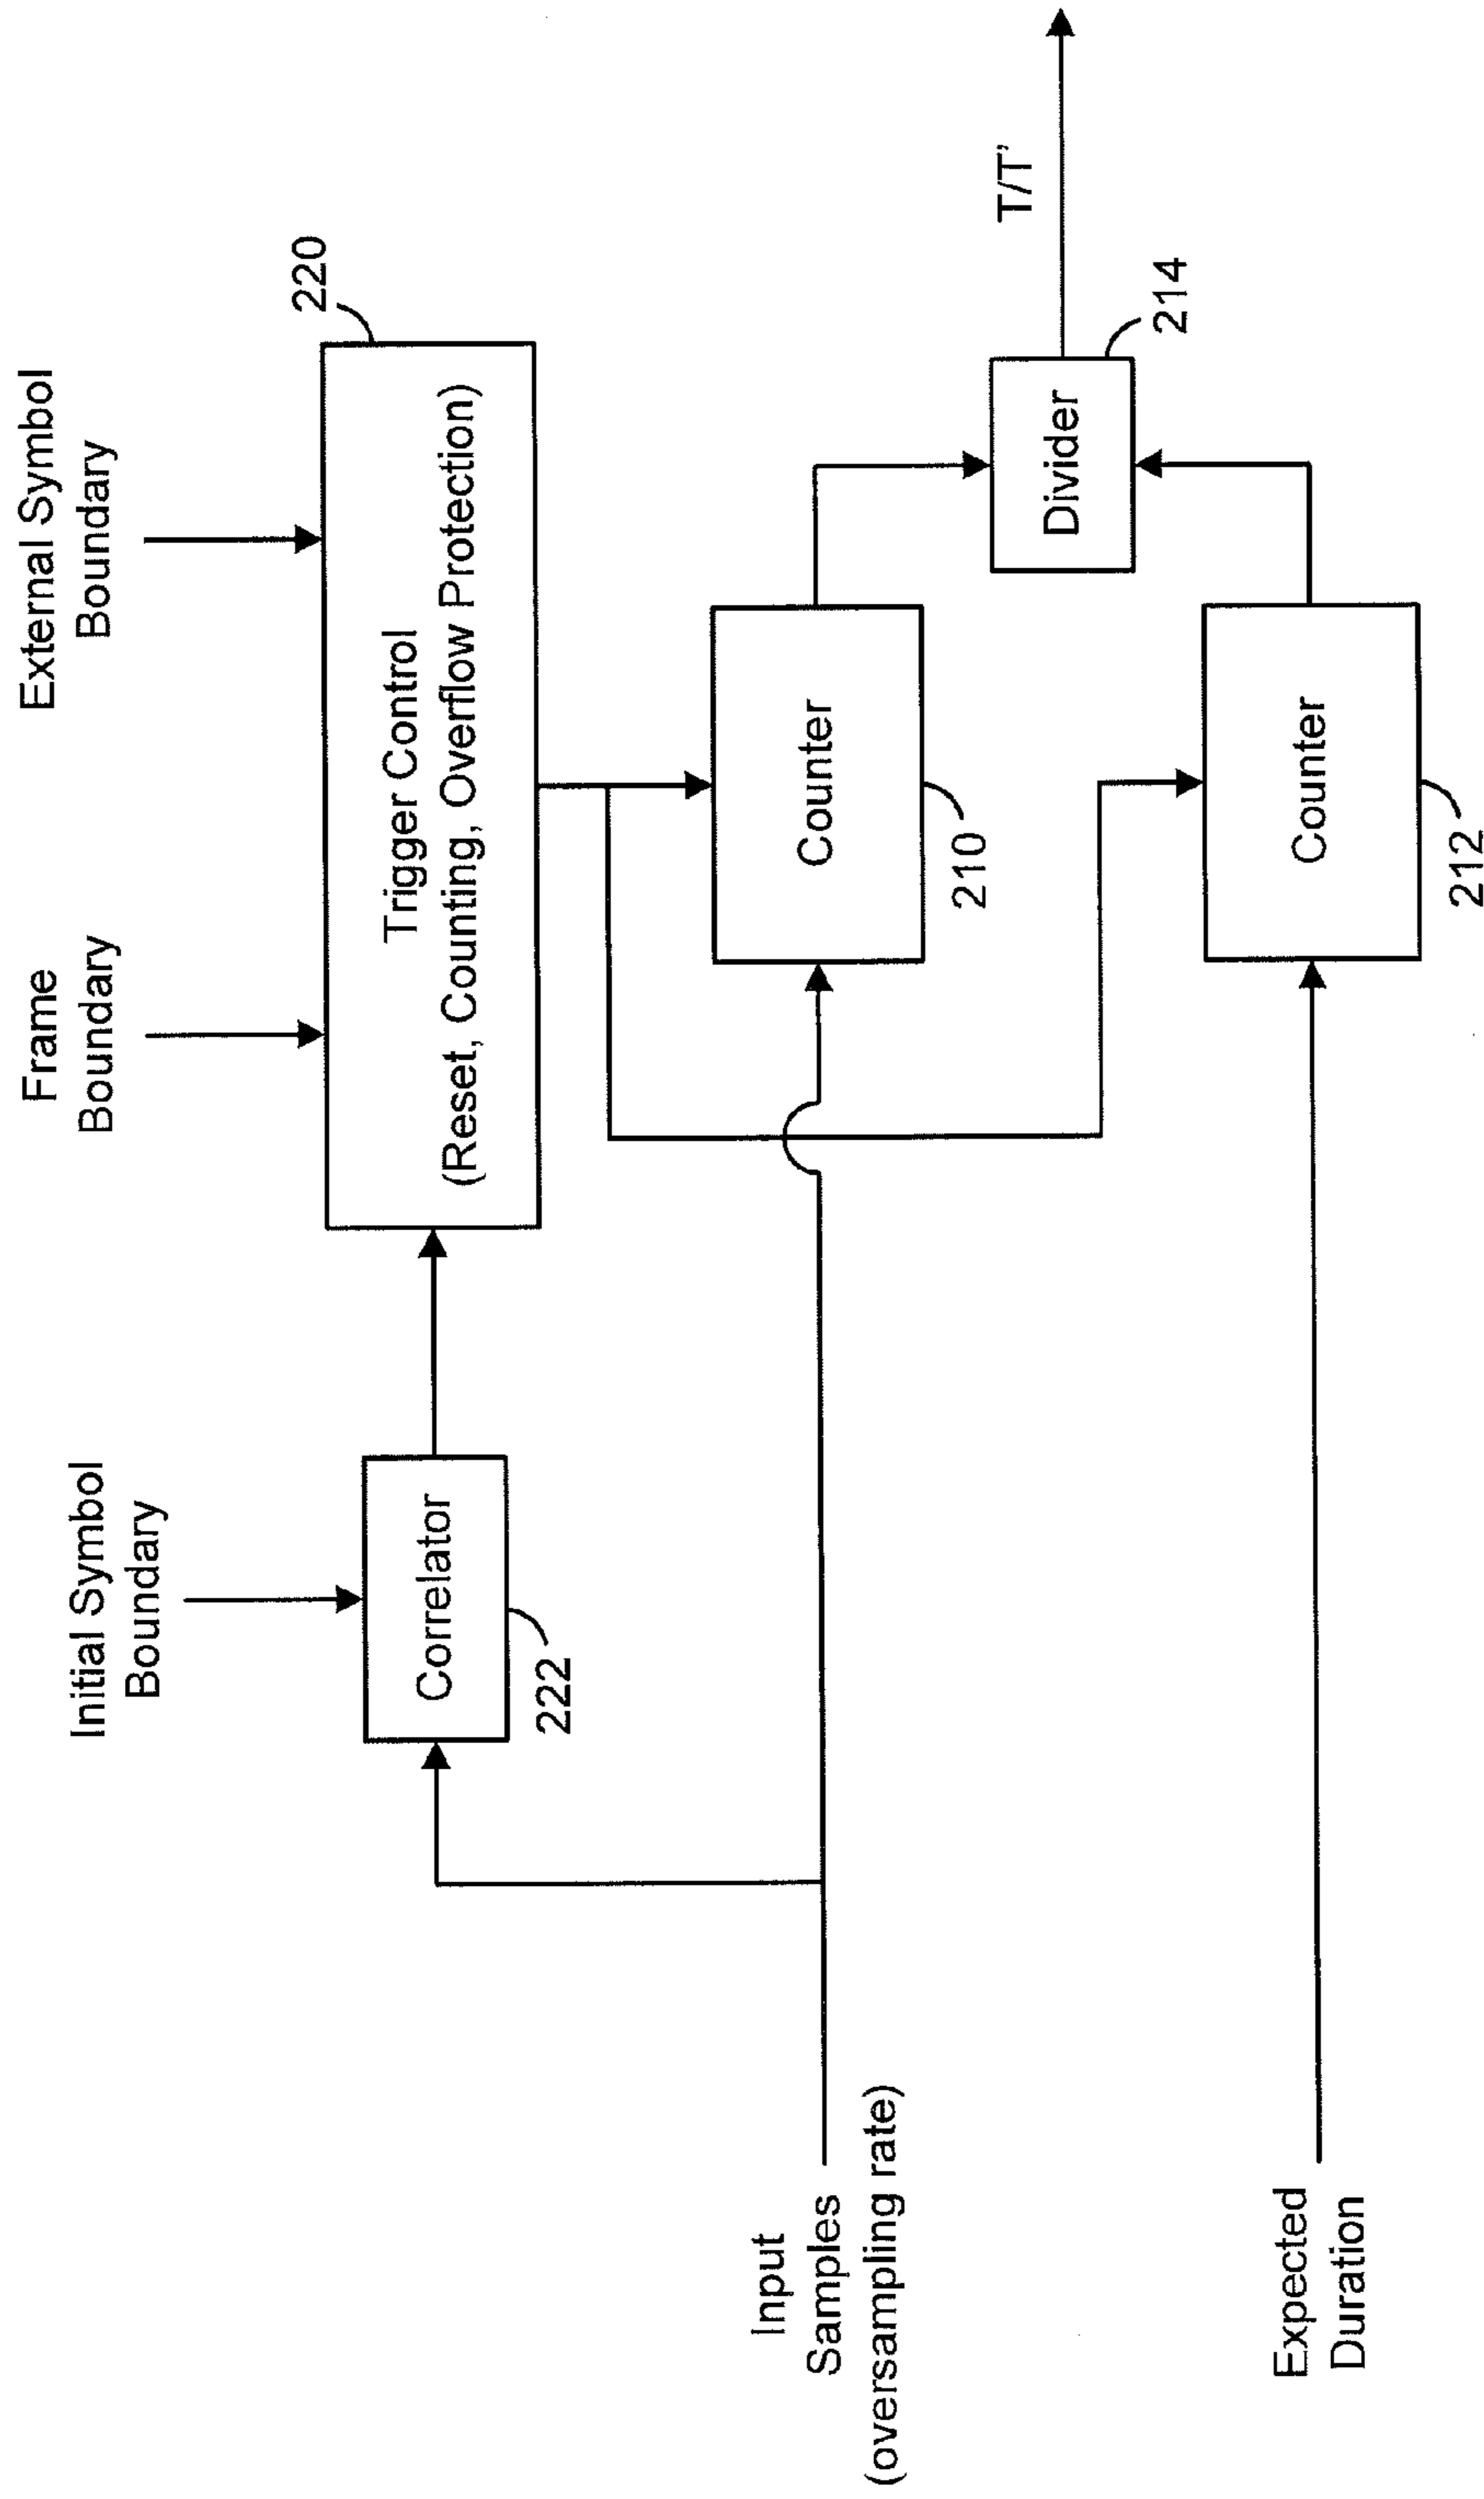 Initial Symbol
Boundary
Frame
Boundary
External Symbol
Boundary
220
Correlator
222
Trigger Control
(Reset, Counting, Overflow Protection)
Input
Samples
(oversampling rate)
Counter
210
T/T'
Divider
214
Expected
Duration
Counter
212